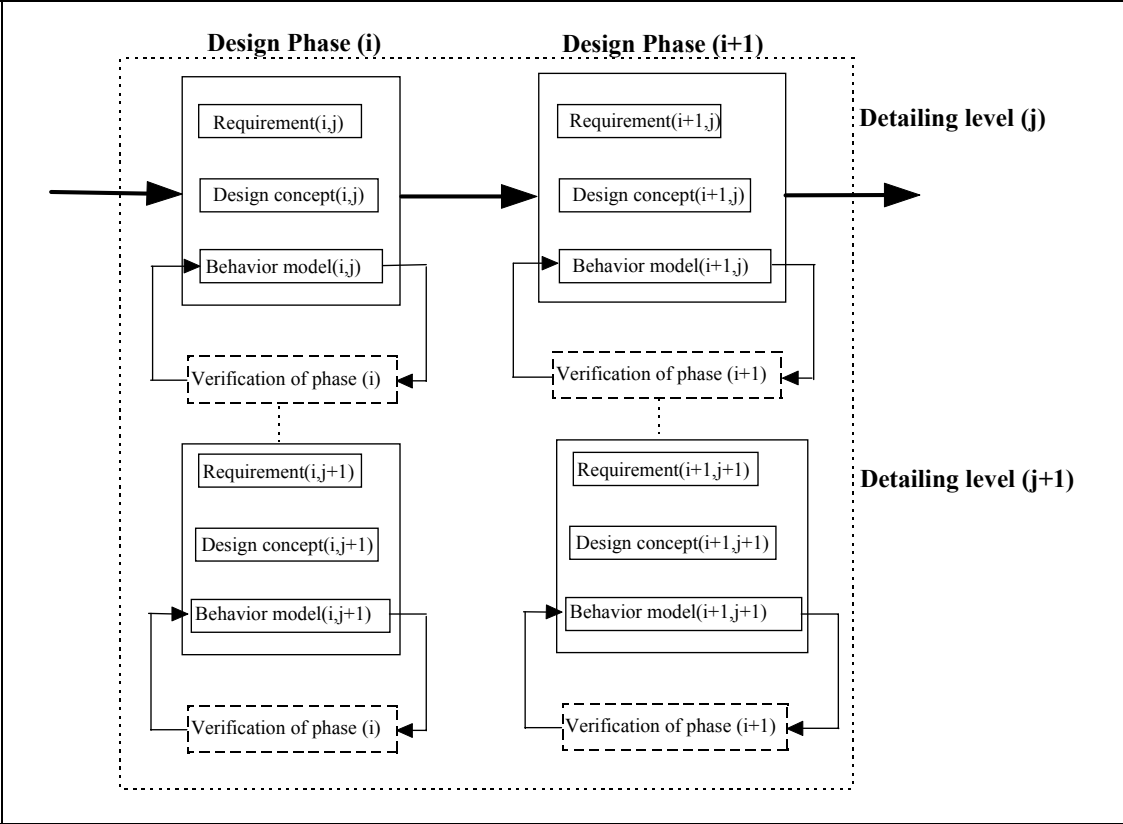 Design Phase (i)
Design Phase (i+1)
Requirement(i,j)
Requirement(i+1,j)
Detailing level (j)
Design concept(i,j)
Design concept(i+1,j)
Behavior model(i,j)
Behavior model(i+1,j)
Verification of phase (i)
Verification of phase (i+1)
Requirement(i,j+1)
Requirement(i+1,j+1)
Detailing level (j+1)
Design concept(i,j+1)
Design concept(i+1,j+1)
Behavior model(i,j+1)
Behavior model(i+1,j+1)
Verification of phase (i)
Verification of phase (i+1)